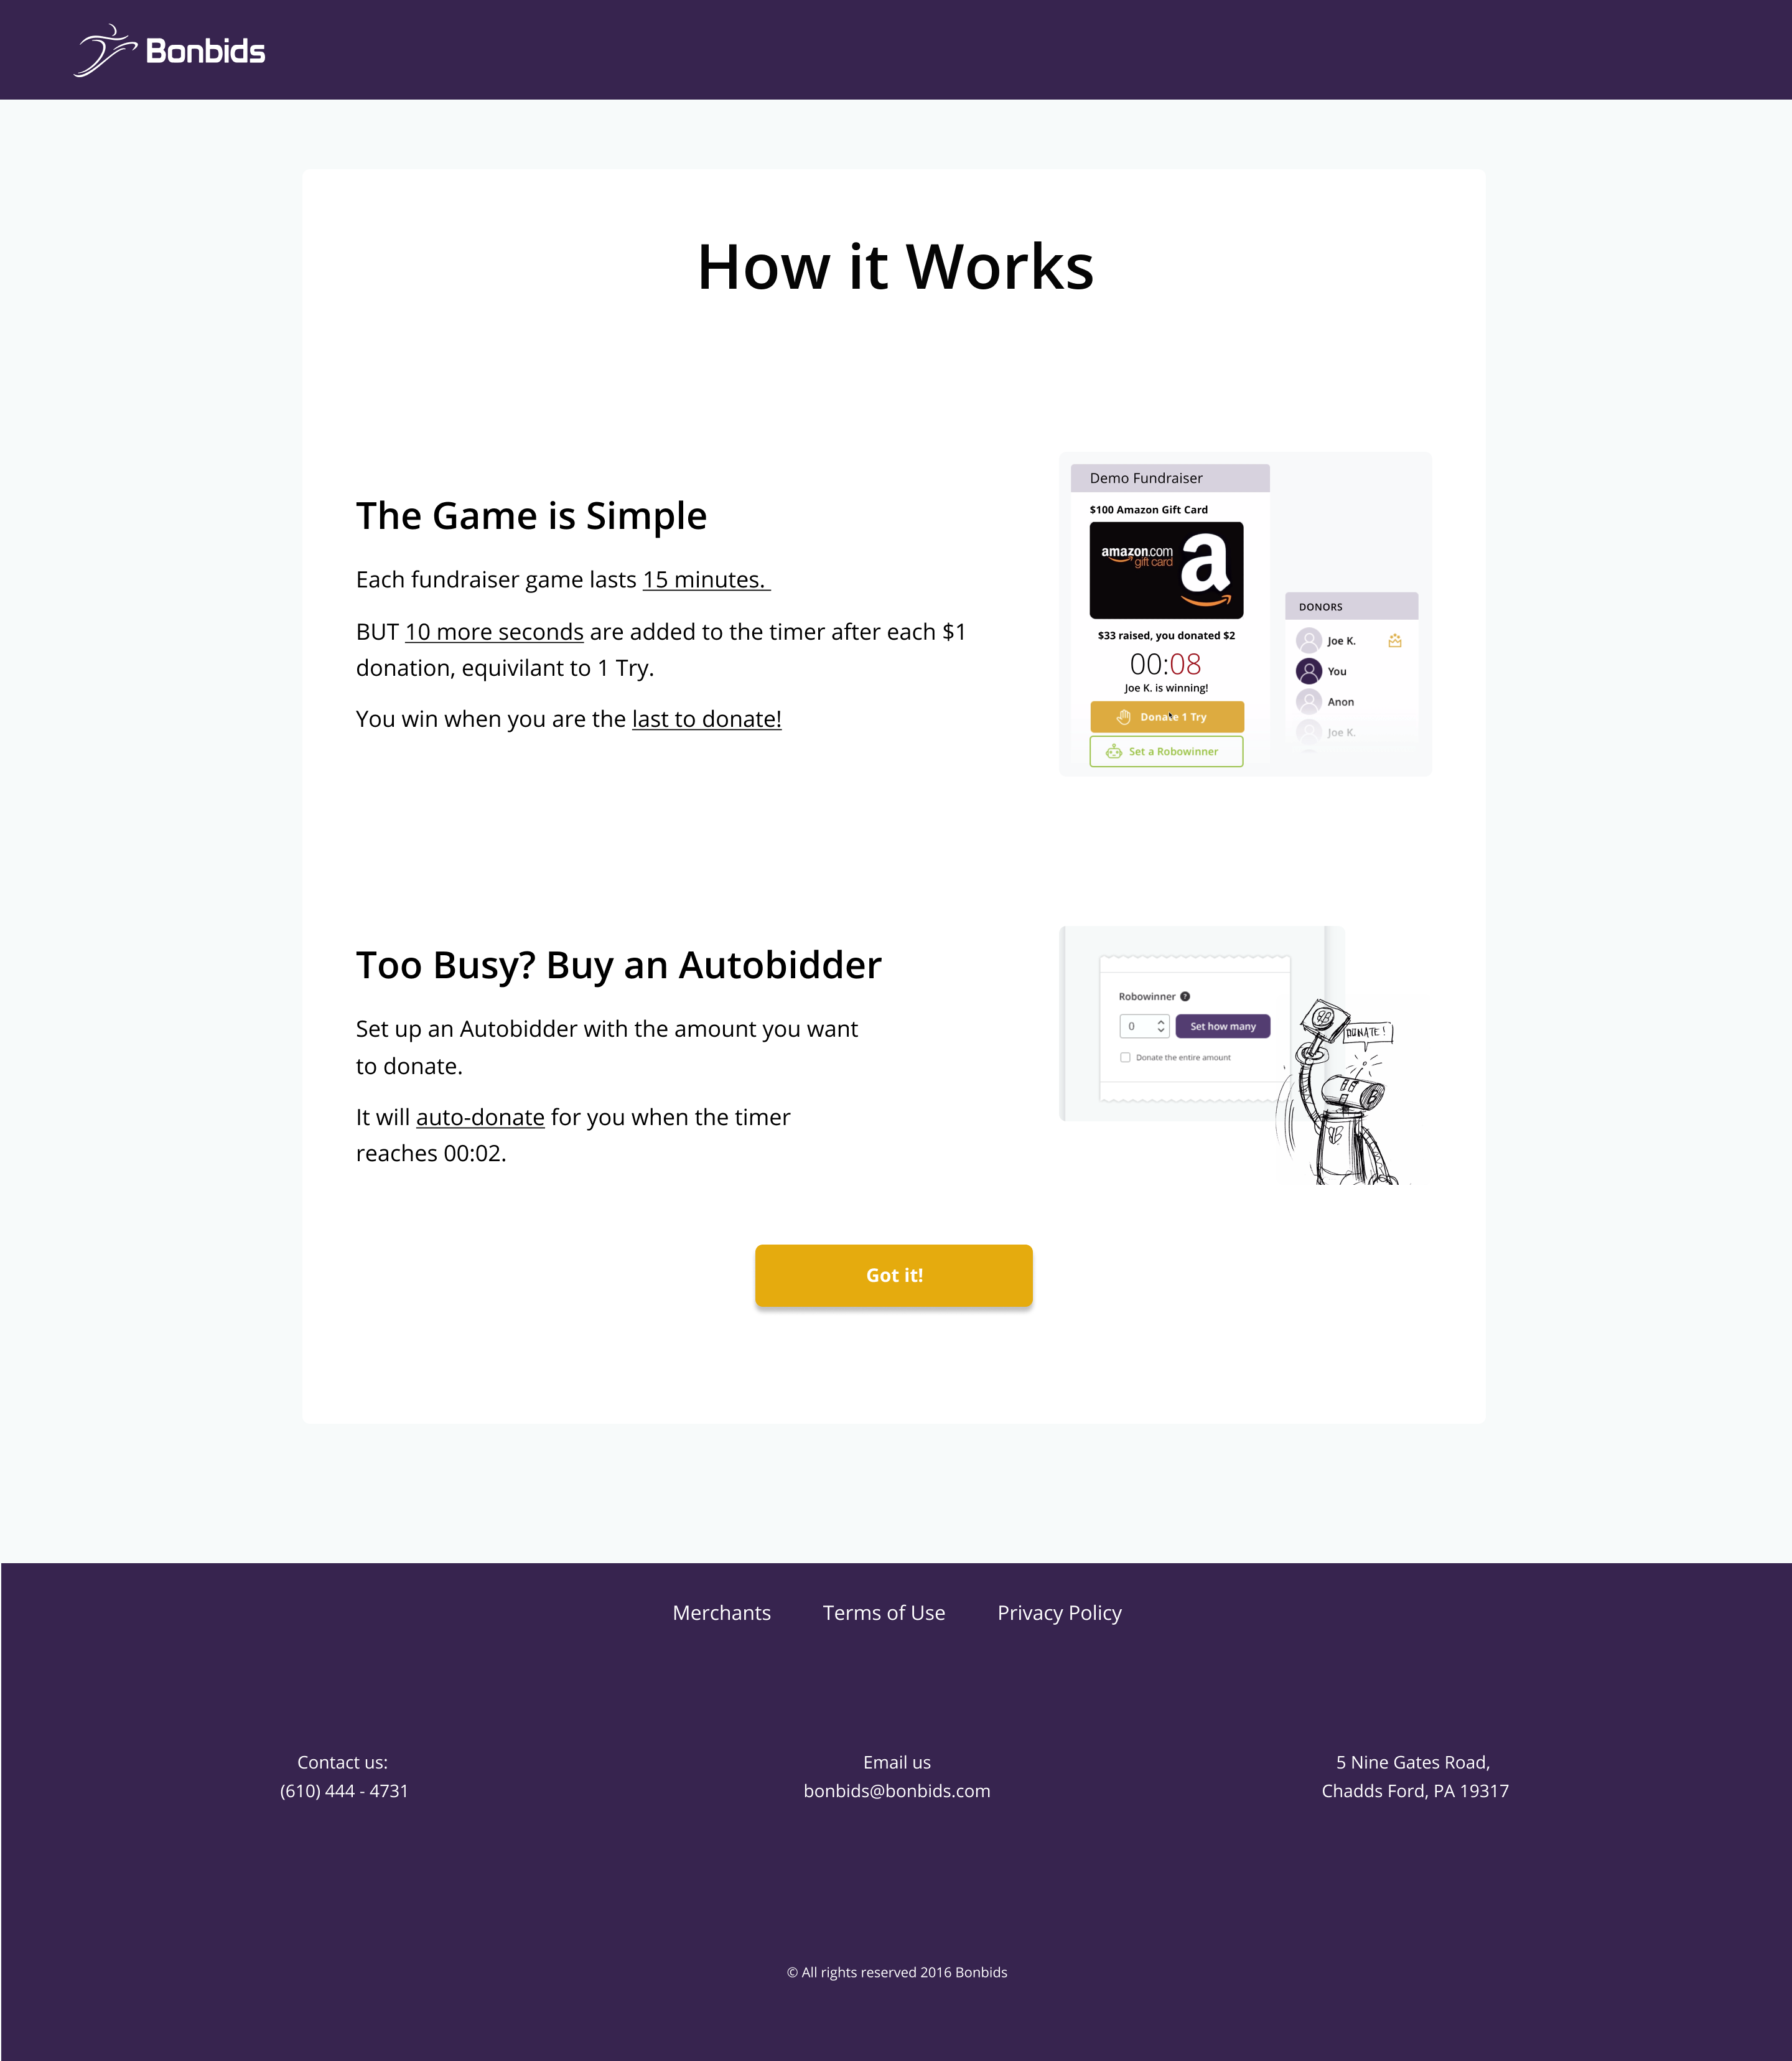 Bonbids
How it Works
The Game is Simple
Each fundraiser game lasts 15 minutes.
BUT 10 more seconds are added to the timer after each $1
donation, equivilant to 1 Try.
You win when you are the last to donate!
Demo Fundraiser
$100 Amazon Gift Card
amazon.com
gift card
a
$33 raised, you donated $2
00:08
Joe K. is winning!
Donate 1 Try
Set a Robowinner
DONORS
Joe K.
You
Anon
Joe K.
Too Busy? Buy an Autobidder
Set up an Autobidder with the amount you want
to donate.
It will auto-donate for you when the timer
reaches 00:02.
Robowinner ?
0
Set how many
Donate the entire amount
DONATE!
Got it!
Merchants
Terms of Use
Privacy Policy
Contact us:
(610) 444 - 4731
Email us
bonbids@bonbids.com
5 Nine Gates Road,
Chadds Ford, PA 19317
© All rights reserved 2016 Bonbids